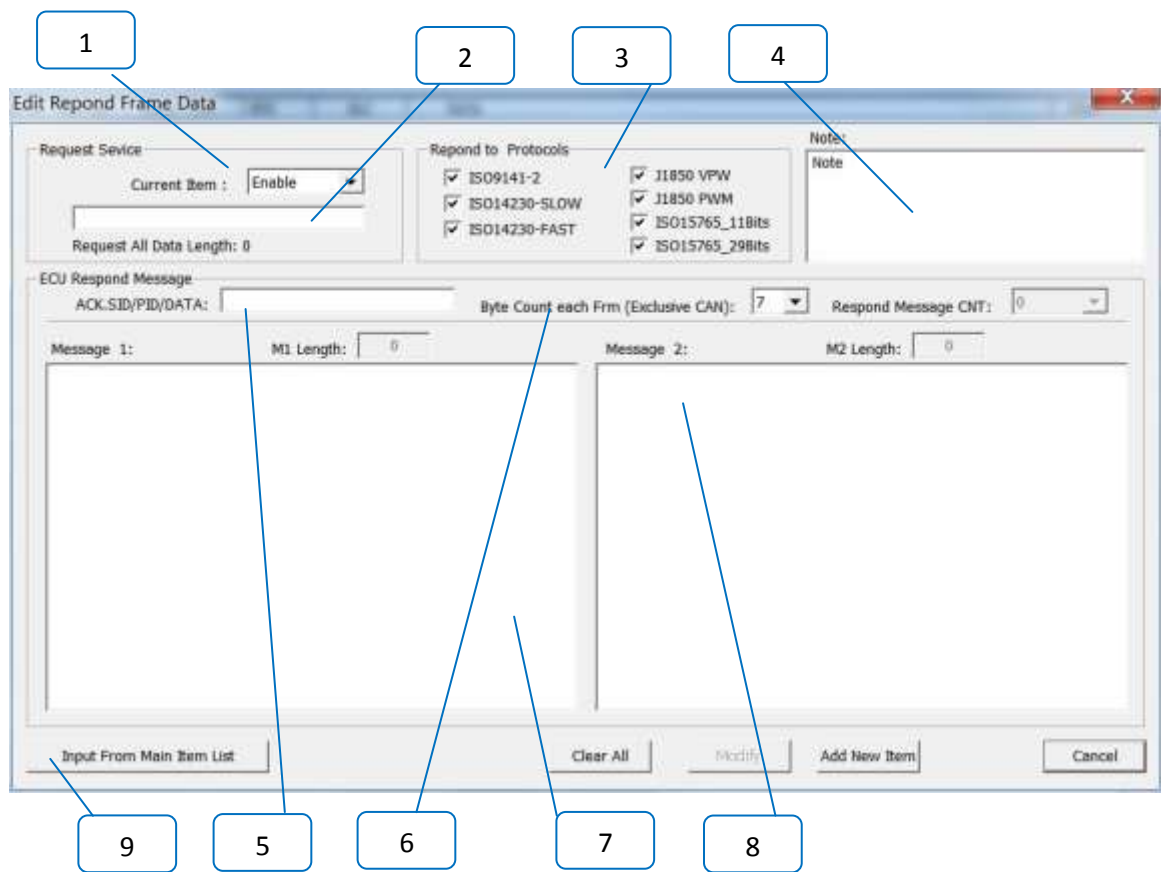 1
2
3
4
Edit Repond Frame Data
Request Sevice
Current Item : Enable
Request All Data Length: 0
Repond to Protocols
ISO9141-2
ISO14230-SLOW
ISO14230-FAST
J1850 VPW
J1850 PWM
ISO15765_11Bits
ISO15765_29Bits
Note:
Note
ECU Respond Message
ACK.SID/PID/DATA:
Byte Count each Frm (Exclusive CAN): 7
Respond Message CNT: 0
Message 1:
M1 Length: 0
Message 2:
M2 Length: 0
Input From Main Item List
Clear All
Modify
Add New Item
Cancel
9
5
6
7
8